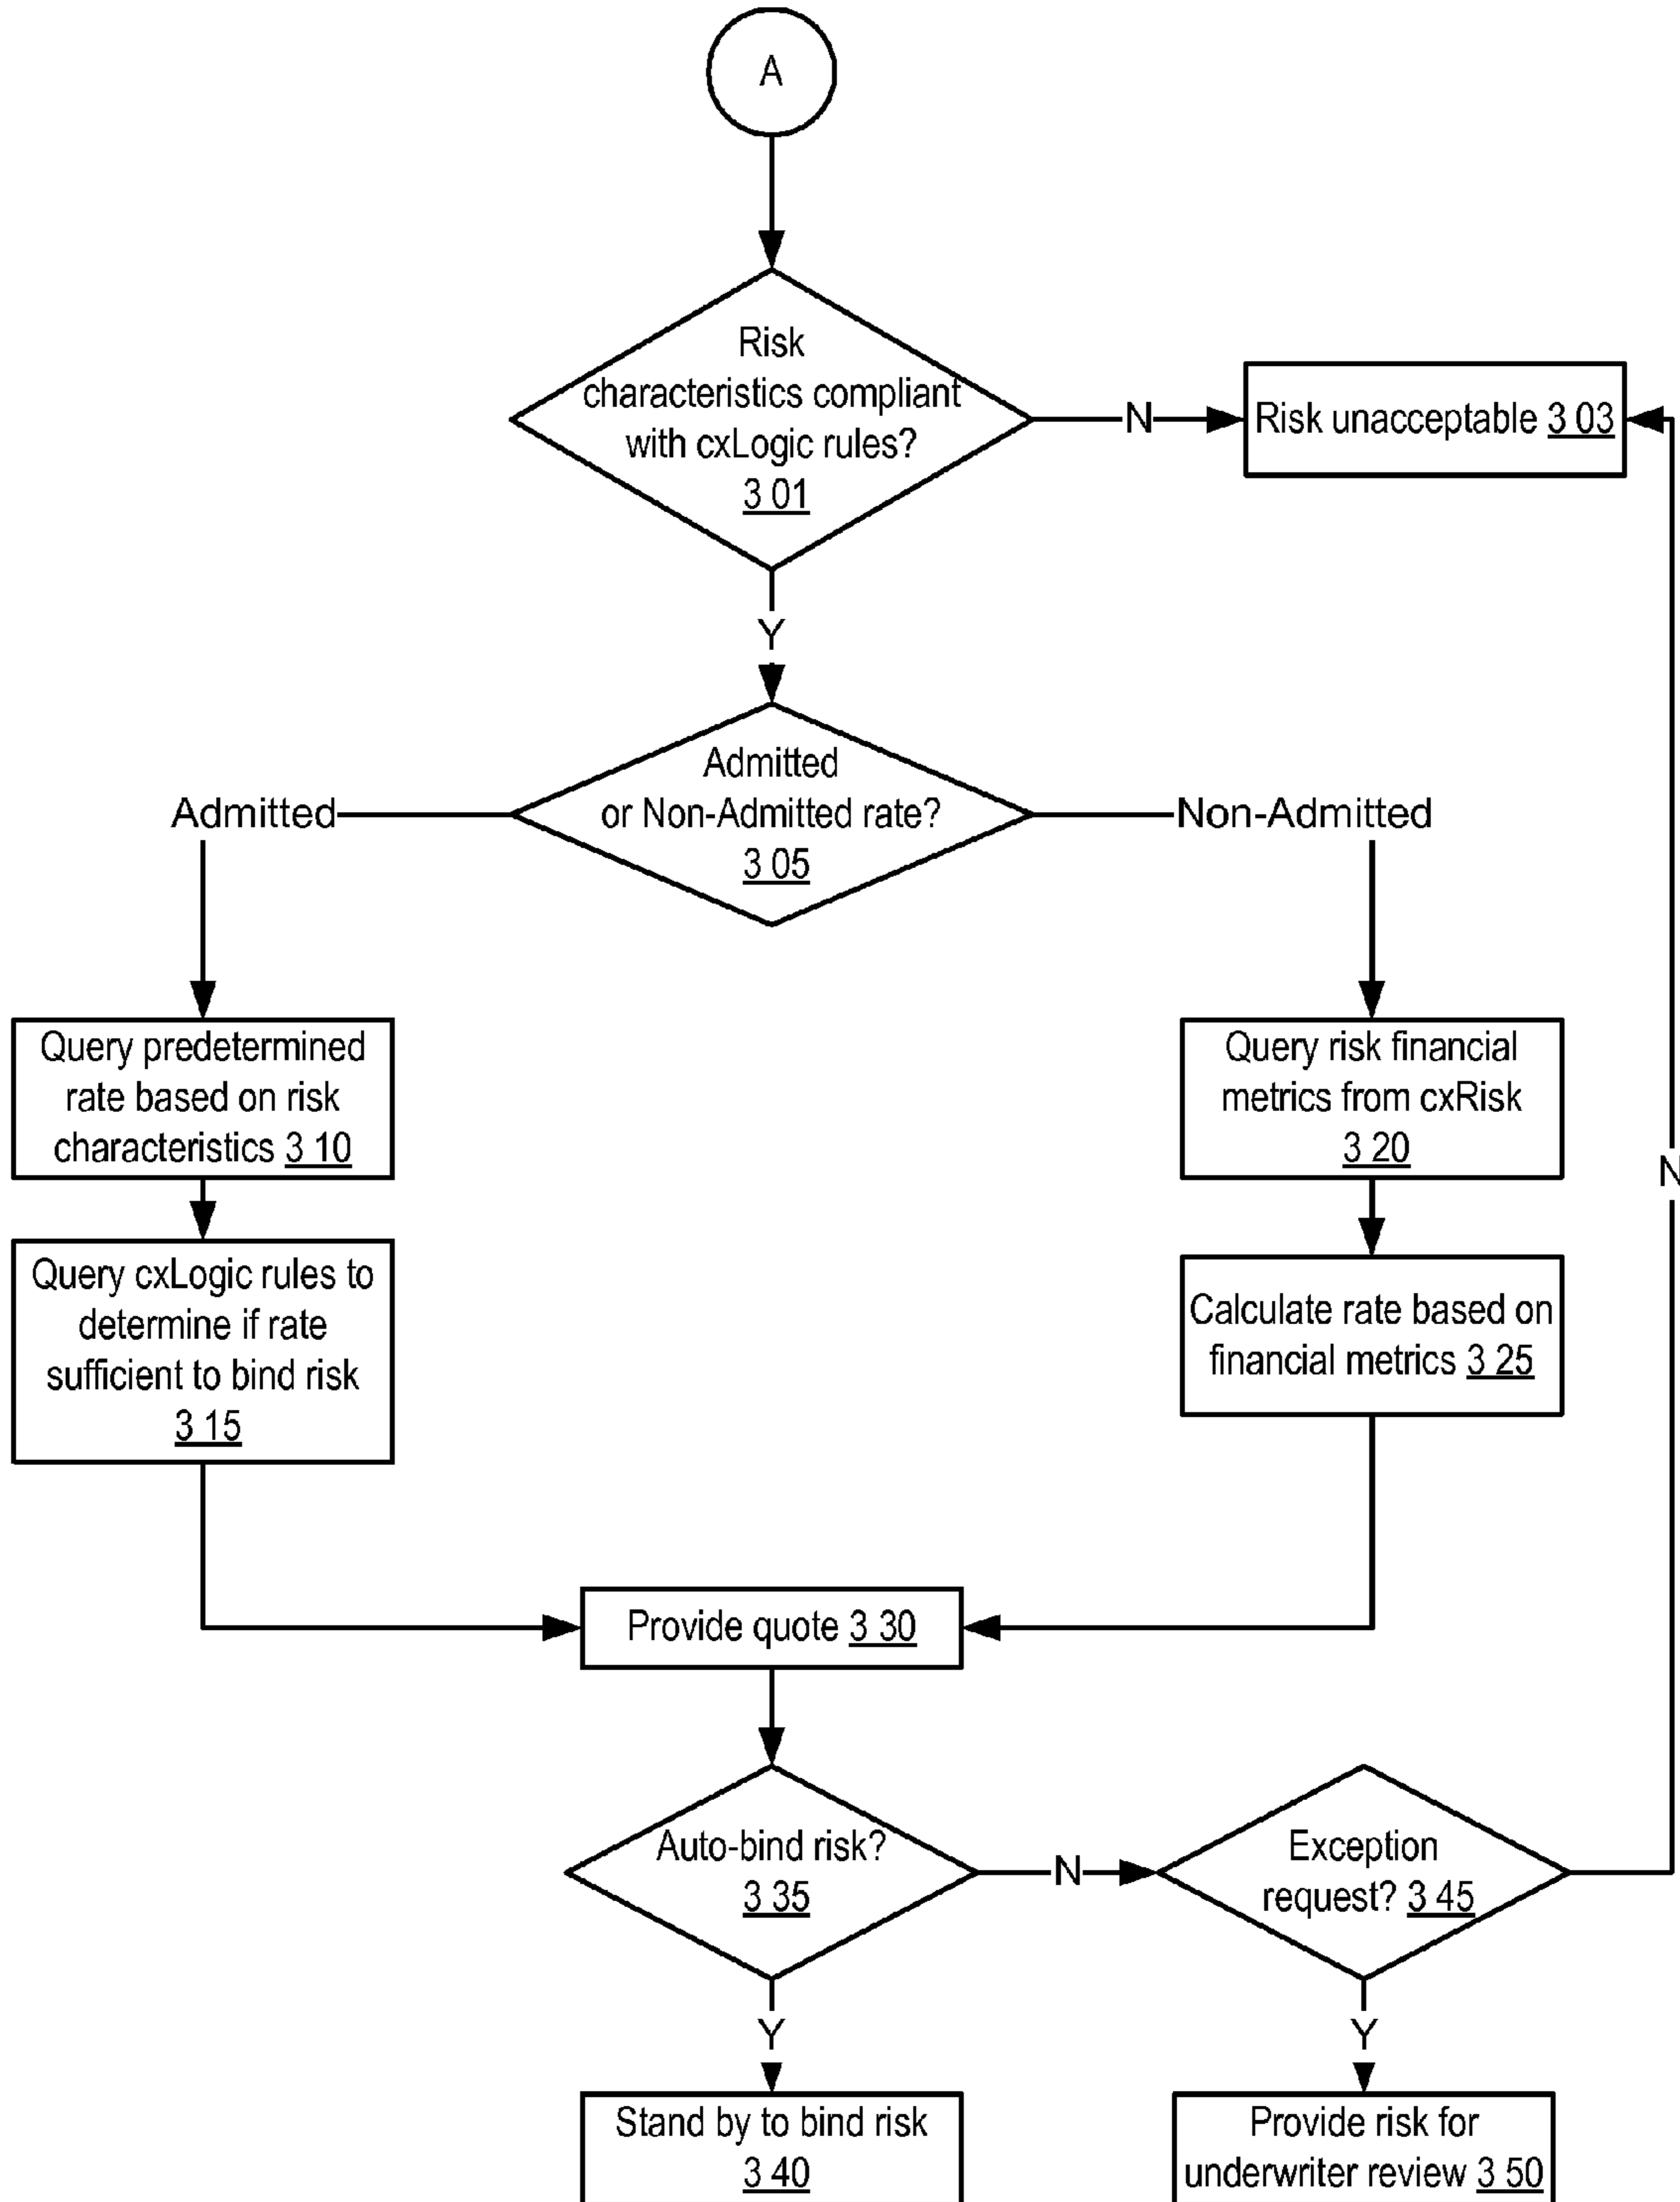 A
Risk
characteristics compliant
with cxLogic rules?
3 01
N
Risk unacceptable 3 03
Y
Admitted
or Non-Admitted rate?
3 05
Admitted
Non-Admitted
Query predetermined
rate based on risk
characteristics 3 10
Query risk financial
metrics from cxRisk
3 20
N
Query cxLogic rules to
determine if rate
sufficient to bind risk
3 15
Calculate rate based on
financial metrics 3 25
Provide quote 3 30
Auto-bind risk?
3 35
N
Exception
request? 3 45
Y
Y
Stand by to bind risk
3 40
Provide risk for
underwriter review 3 50